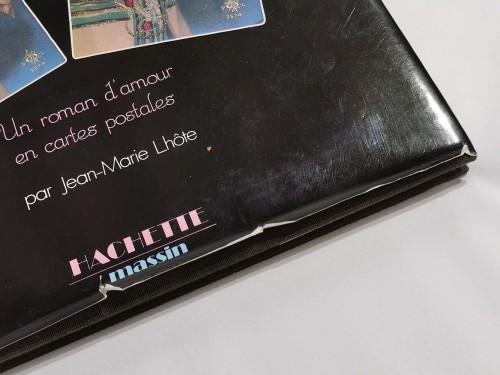 Un roman d'amour
en cartes postales
par Jean-Marie Lhôte
HACHETTE
massin